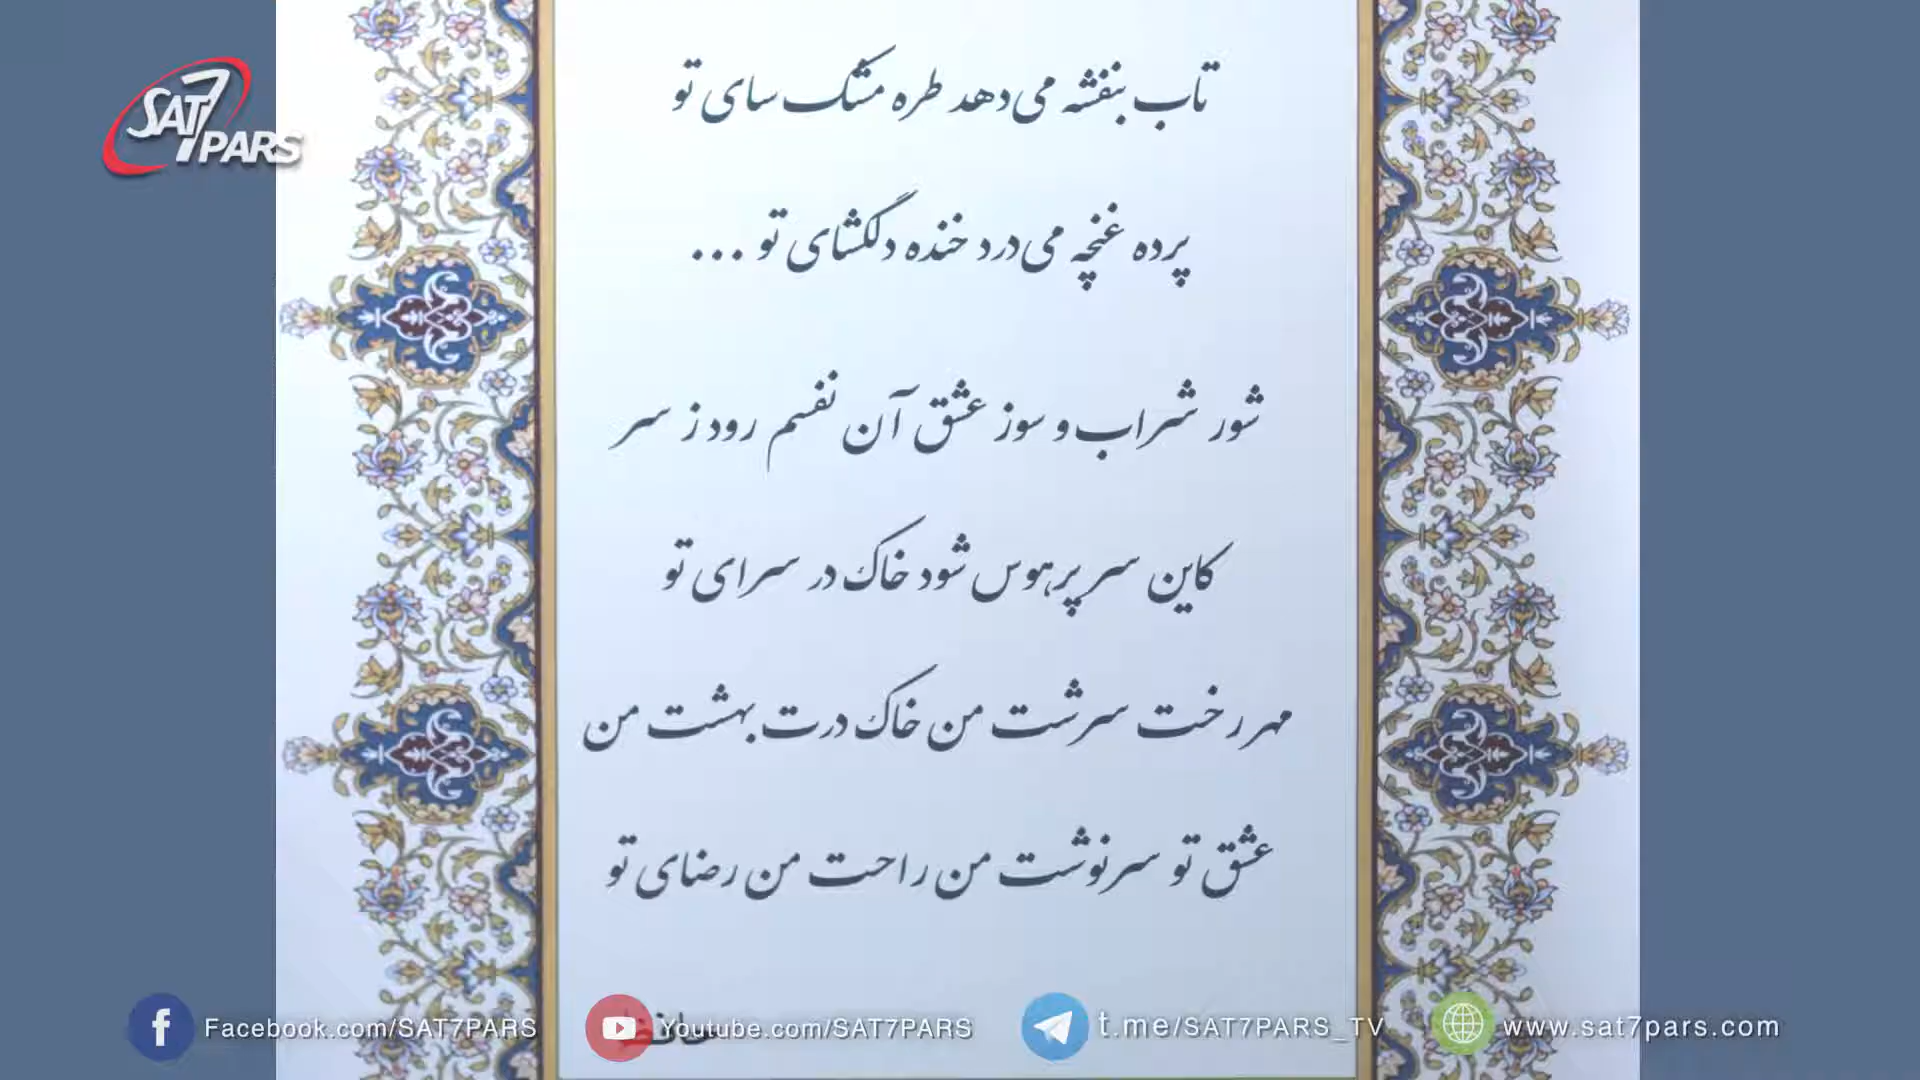 SAT7 PARS
تاب بنفشه می‌دهد طره مشک سای تو
پرده غنچه می‌درد خنده دلگشای تو ...
شور شراب و سوز عشق آن نفسم رود ز سر
کاین سر پرهوس شود خاک در سرای تو
مهر رخت سرشت من خاک درت بهشت من
عشق تو سرنوشت من راحت من رضای تو
حافظ
Facebook.com/SAT7PARS
Youtube.com/SAT7PARS
t.me/SAT7PARS_TV
www.sat7pars.com